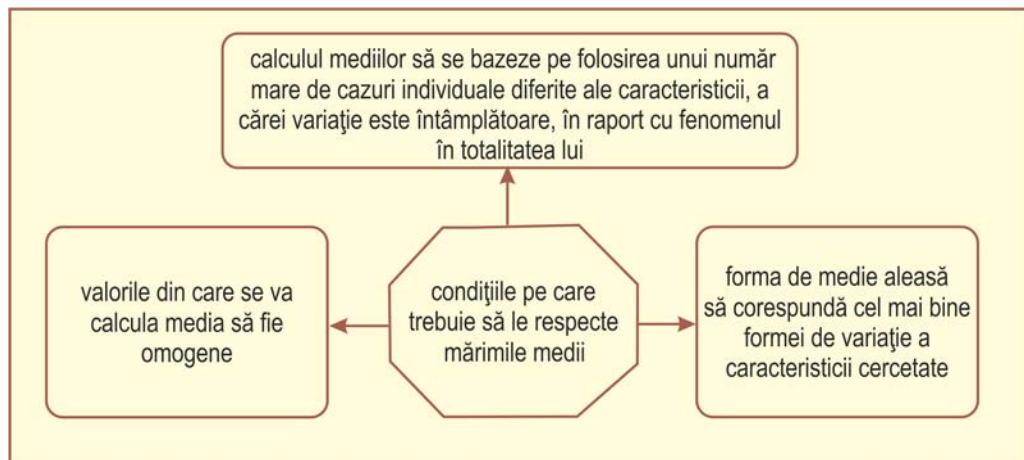 calculul mediilor să se bazeze pe folosirea unui număr
mare de cazuri individuale diferite ale caracteristicii, a
cărei variaţie este întâmplătoare, în raport cu fenomenul
în totalitatea lui
valorile din care se va
calcula media să fie
omogene
condiţiile pe care
trebuie să le respecte
mărimile medii
forma de medie aleasă
să corespundă cel mai bine
formei de variaţie a
caracteristicii cercetate